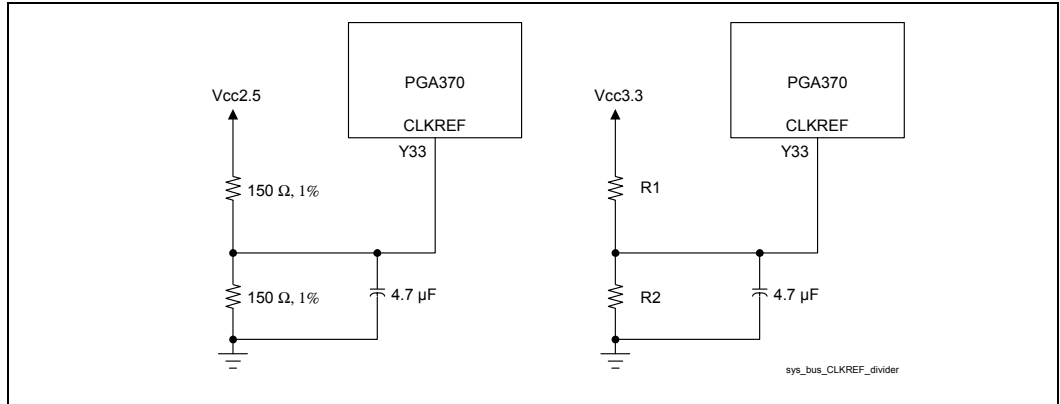 PGA370
Vcc2.5
CLKREF
Y33
150 Ω, 1%
150 Ω, 1%
4.7 µF
PGA370
Vcc3.3
CLKREF
Y33
R1
R2
4.7 µF
sys_bus_CLKREF_divider